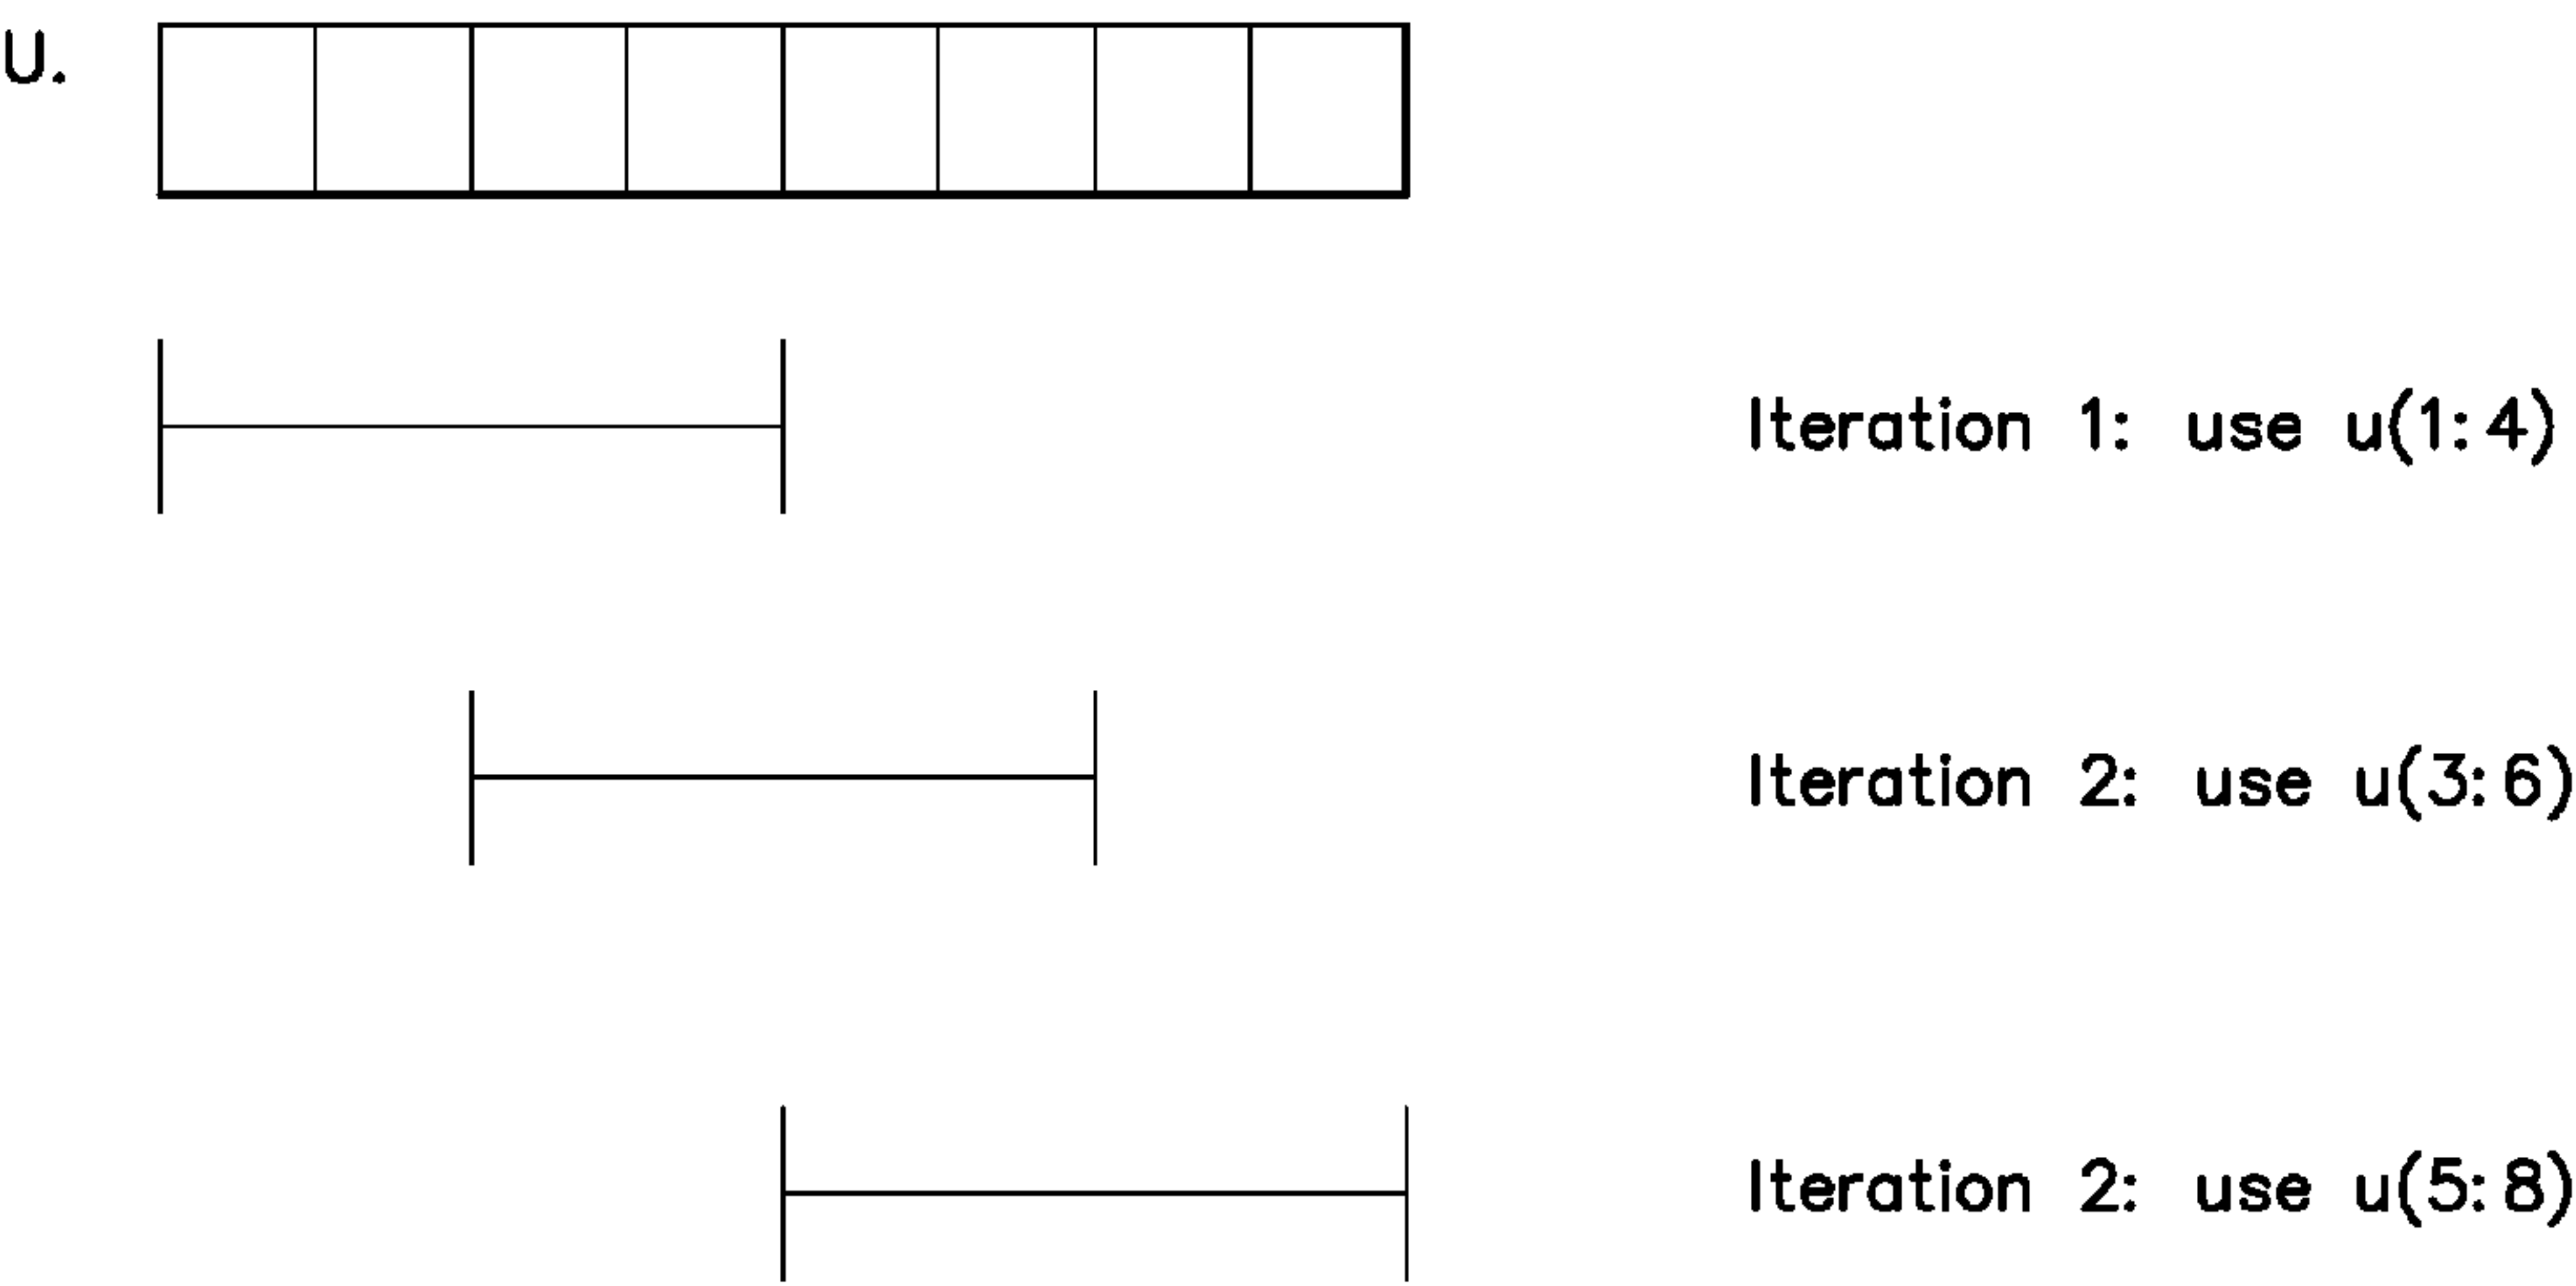 u.
Iteration 1: use u(1:4)
Iteration 2: use u(3:6)
Iteration 2: use u(5:8)